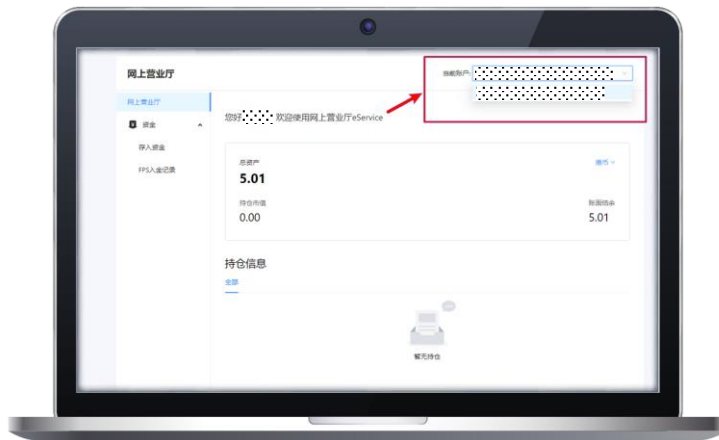 网上营业厅
当前账户:
网上营业厅
资金
您好 欢迎使用网上营业厅eService
存入资金
FPS入金记录
总资产
港币
5.01
持仓市值
账面结余
0.00
5.01
持仓信息
全部
暂无持仓